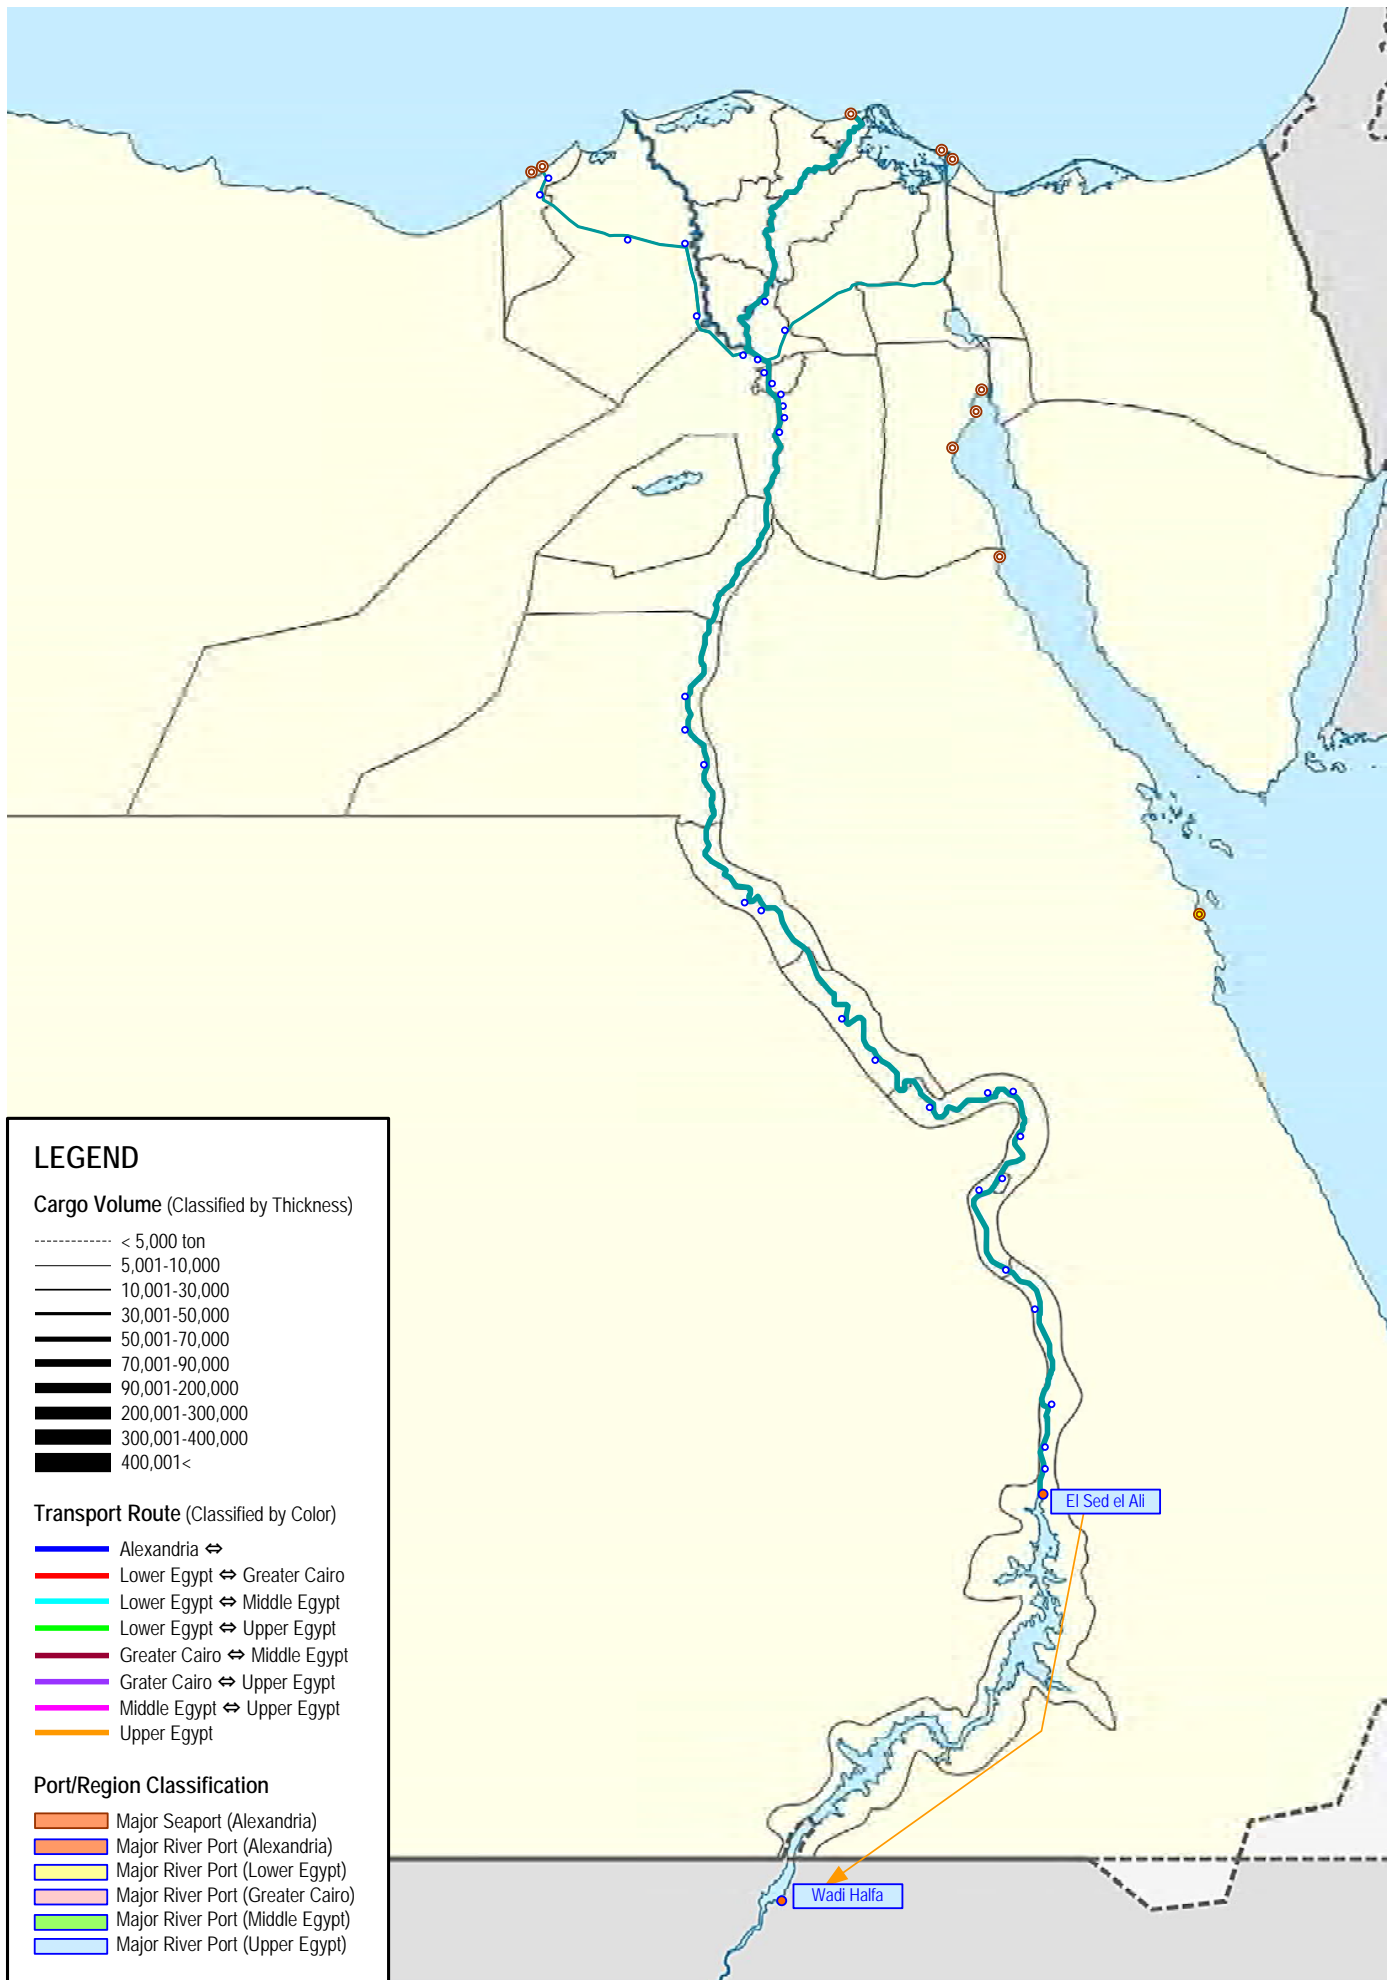 El Sed el Ali
Wadi Halfa
LEGEND
Cargo Volume (Classified by Thickness)
< 5,000 ton
5,001-10,000
10,001-30,000
30,001-50,000
50,001-70,000
70,001-90,000
90,001-200,000
200,001-300,000
300,001-400,000
400,001<
Transport Route (Classified by Color)
Alexandria ⇔
Lower Egypt ⇔ Greater Cairo
Lower Egypt ⇔ Middle Egypt
Lower Egypt ⇔ Upper Egypt
Greater Cairo ⇔ Middle Egypt
Grater Cairo ⇔ Upper Egypt
Middle Egypt ⇔ Upper Egypt
Upper Egypt
Port/Region Classification
Major Seaport (Alexandria)
Major River Port (Alexandria)
Major River Port (Lower Egypt)
Major River Port (Greater Cairo)
Major River Port (Middle Egypt)
Major River Port (Upper Egypt)